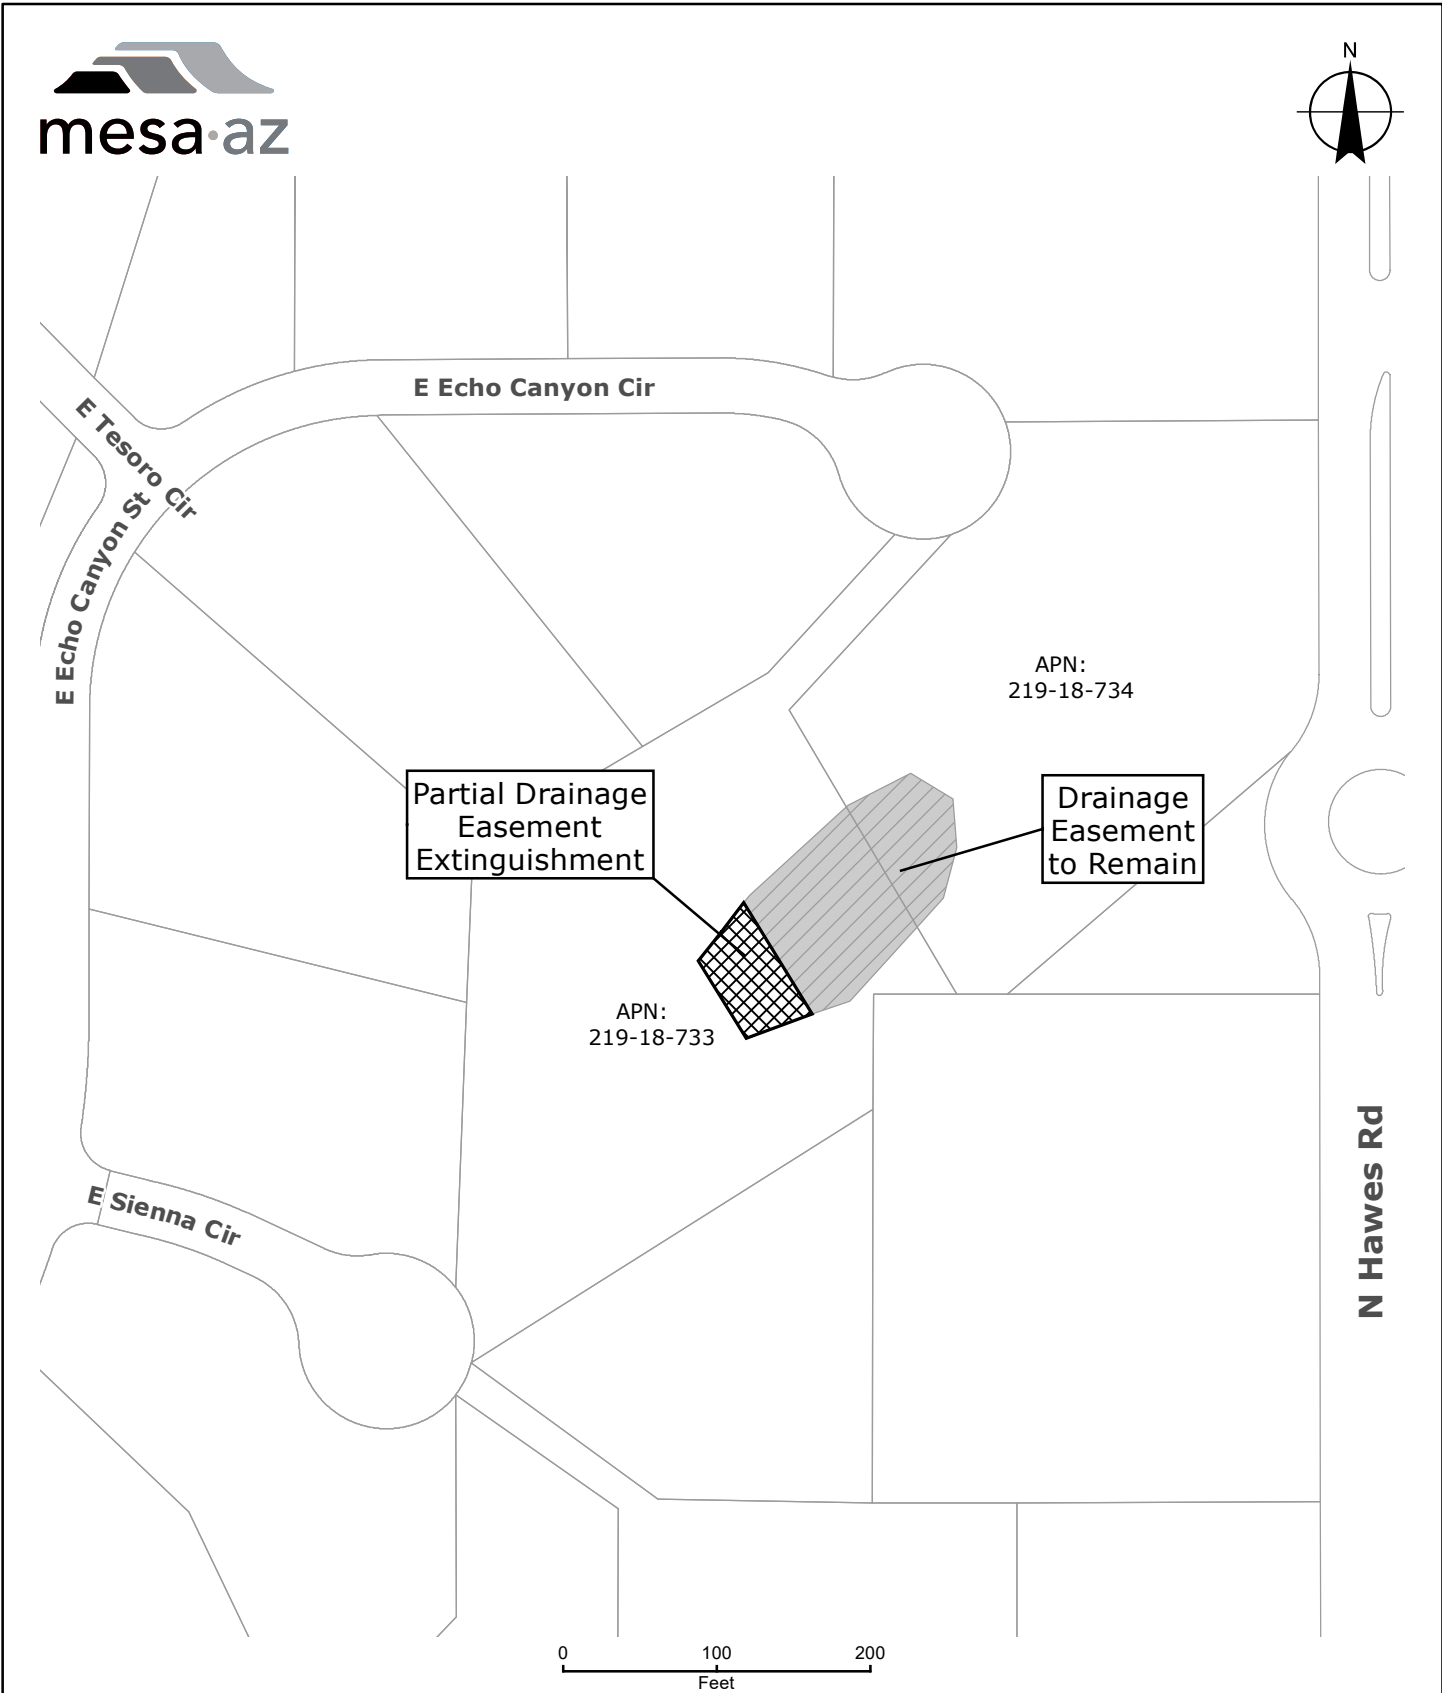 mesa·az
N
E Echo Canyon Cir
E Tesoro Cir
E Echo Canyon St
APN:
219-18-734
Partial Drainage
Easement
Extinguishment
Drainage
Easement
to Remain
APN:
219-18-733
N Hawes Rd
E Sienna Cir
0 100 200
Feet